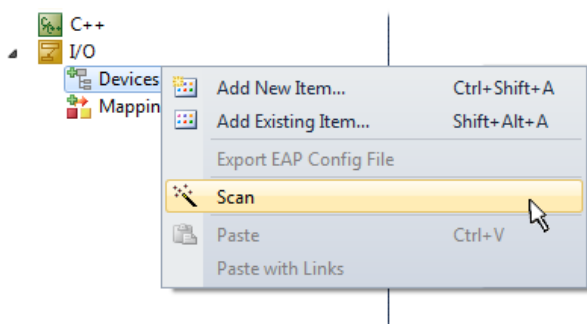 C++
I/O
Devices
Mappin
Add New Item... Ctrl+Shift+A
Add Existing Item... Shift+Alt+A
Export EAP Config File
Scan
Paste Ctrl+V
Paste with Links